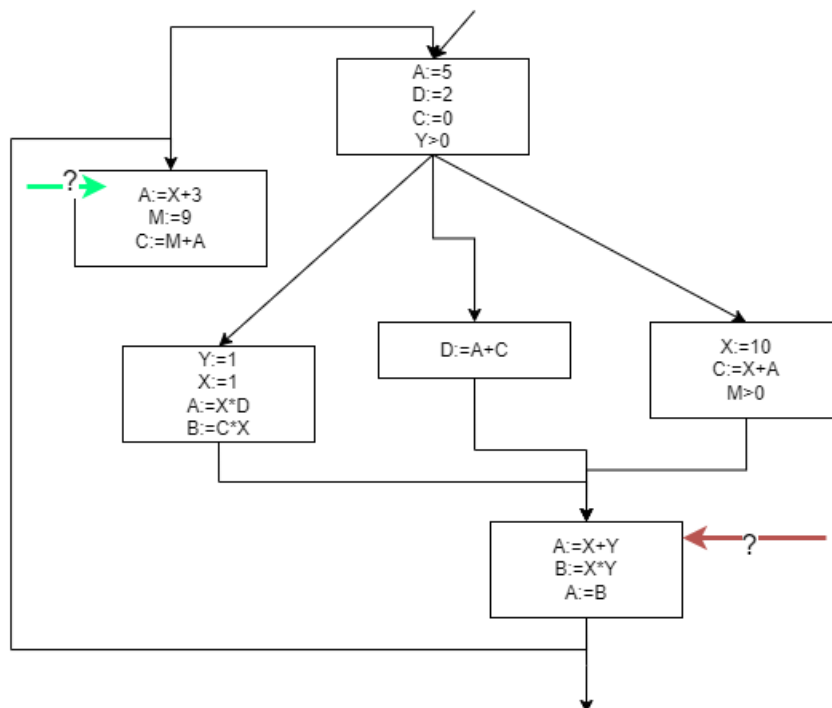 A:=5
D:=2
C:=0
Y>0
?
A:=X+3
M:=9
C:=M+A
Y:=1
X:=1
A:=X*D
B:=C*X
D:=A+C
X:=10
C:=X+A
M>0
A:=X+Y
B:=X*Y
A:=B
?